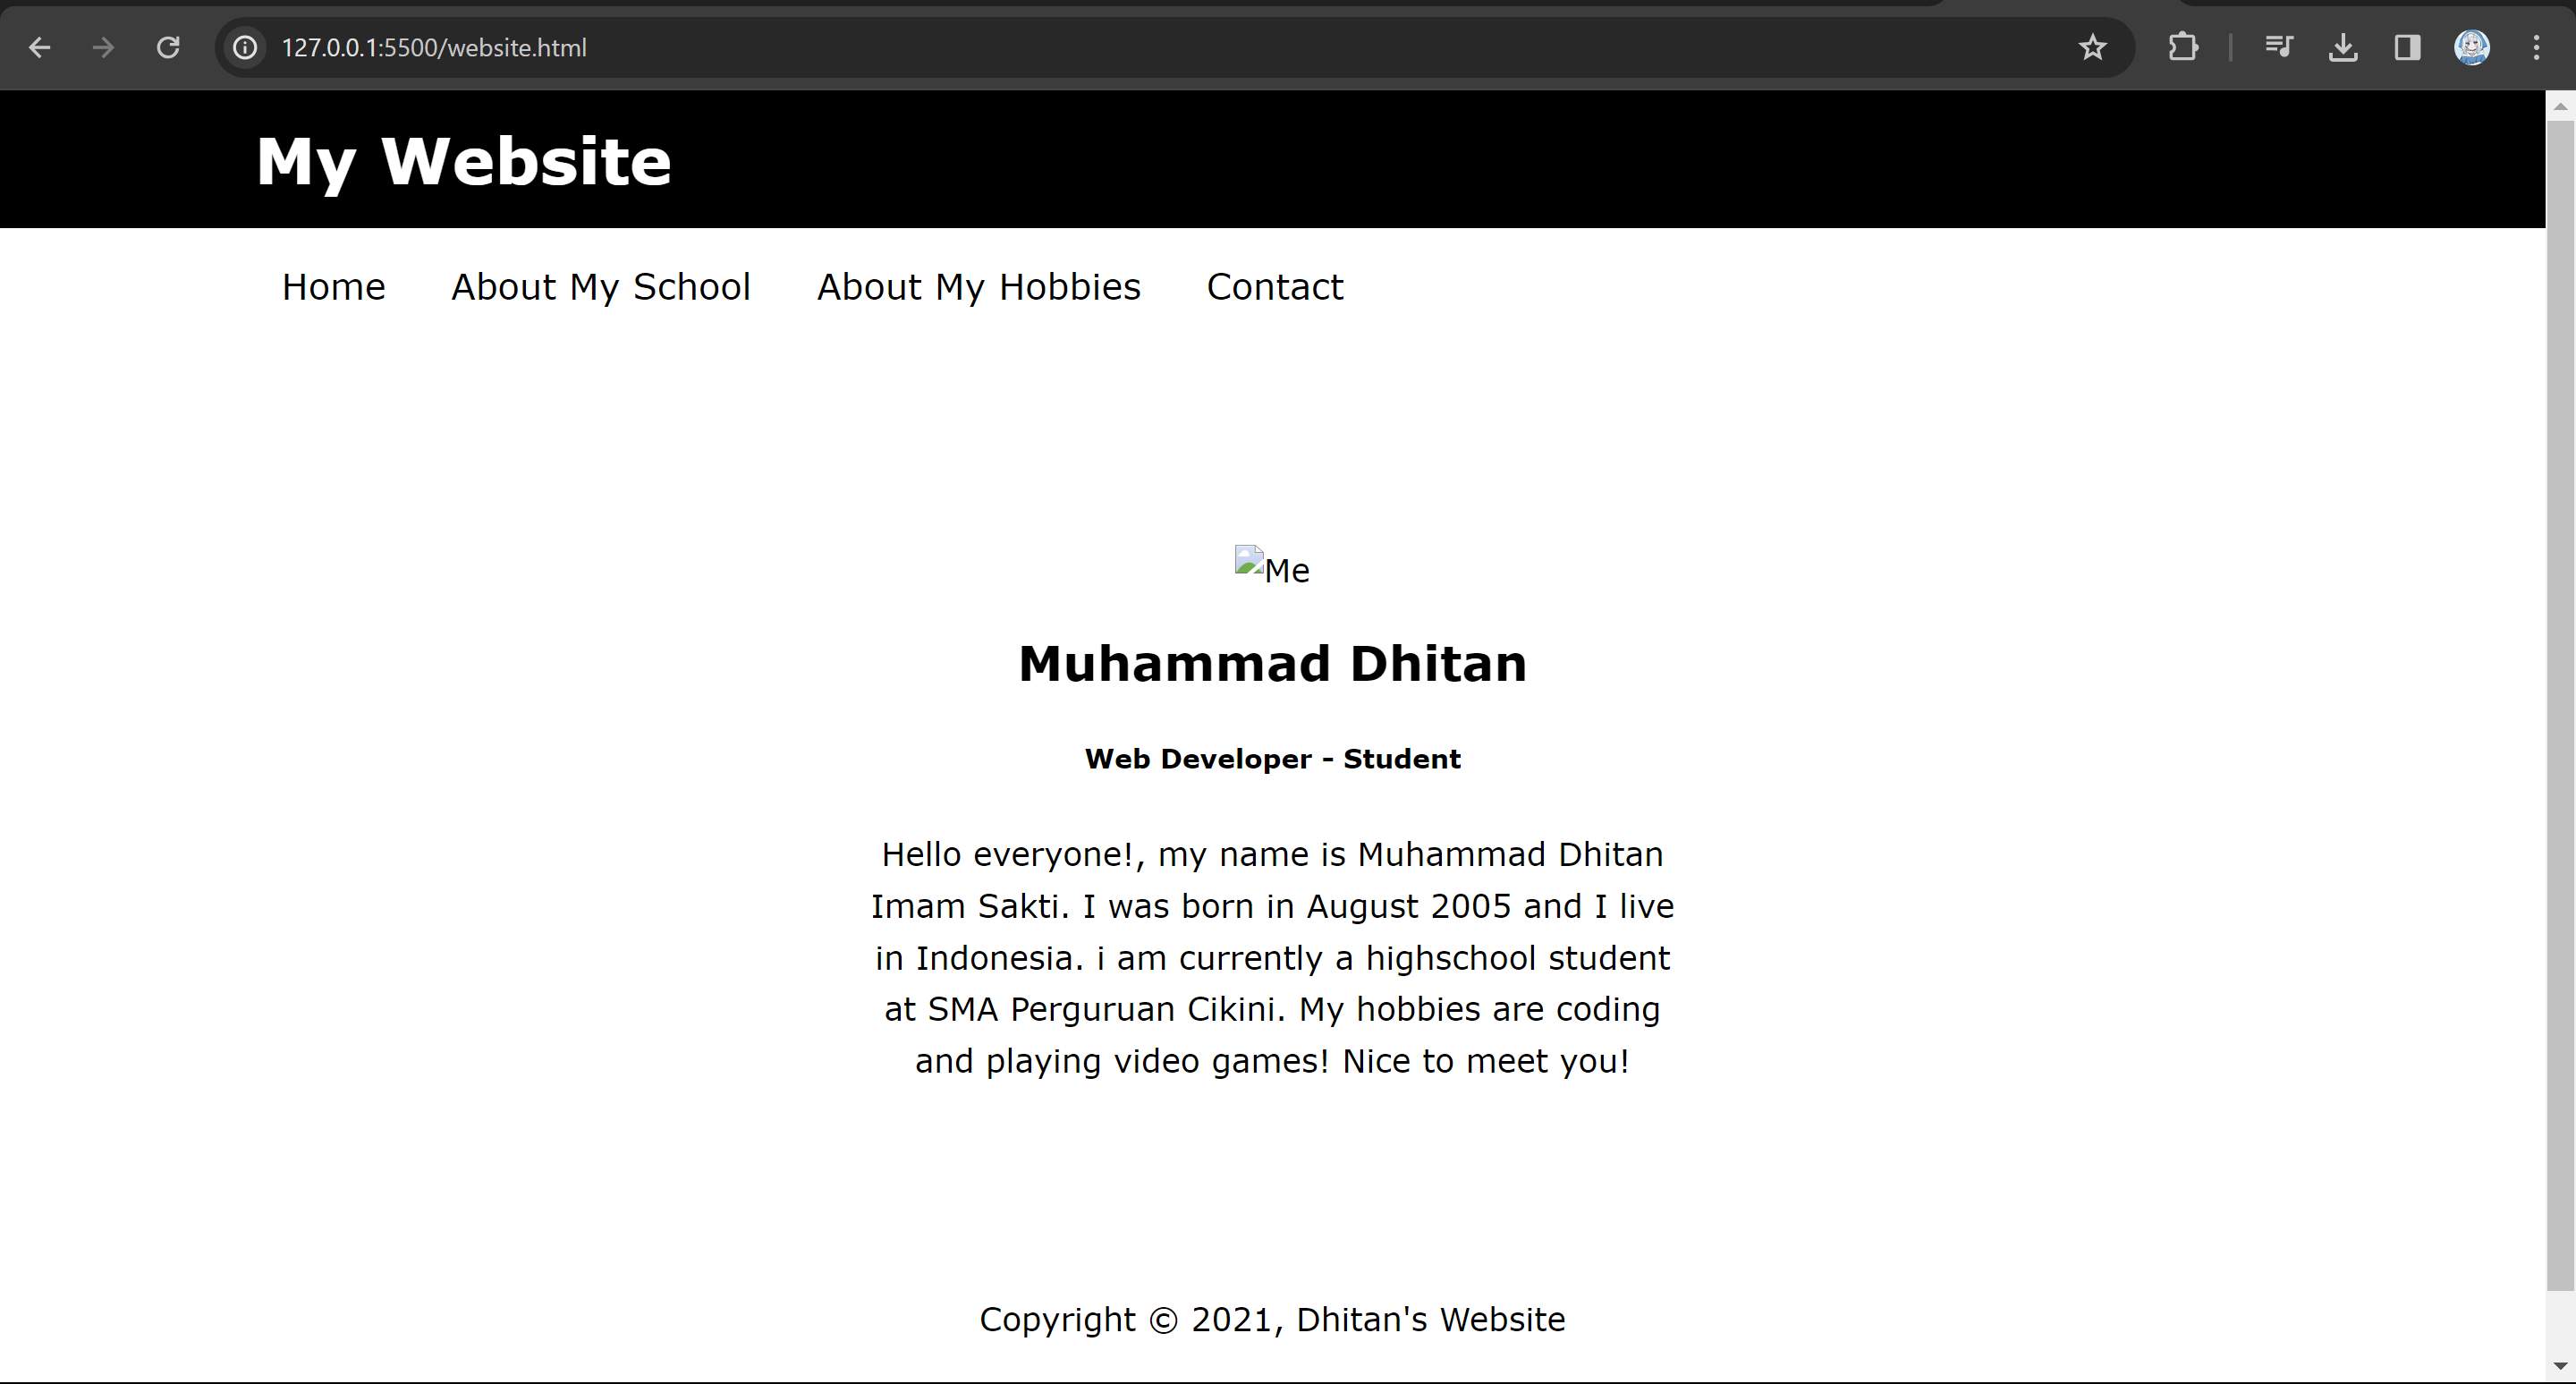 127.0.0.1:5500/website.html
My Website
Home About My School About My Hobbies Contact
Me
Muhammad Dhitan
Web Developer - Student
Hello everyone!, my name is Muhammad Dhitan
Imam Sakti. I was born in August 2005 and I live
in Indonesia. i am currently a highschool student
at SMA Perguruan Cikini. My hobbies are coding
and playing video games! Nice to meet you!
Copyright © 2021, Dhitan's Website